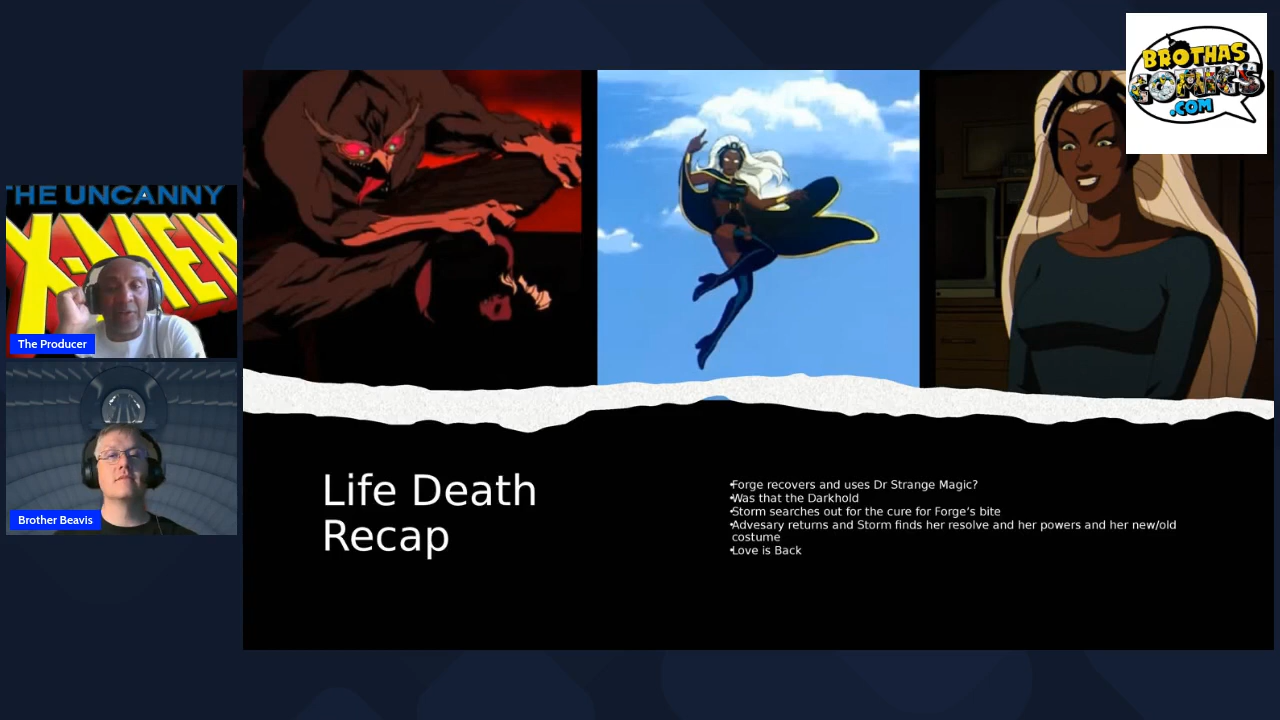 BROTHAS
COMICS
.COM
THE UNCANNY
X-MEN
The Producer
Brother Beavis
Life Death
Recap
•Forge recovers and uses Dr Strange Magic?
•Was that the Darkhold
•Storm searches out for the cure for Forge’s bite
•Advesary returns and Storm finds her resolve and her powers and her new/old
costume
•Love is Back